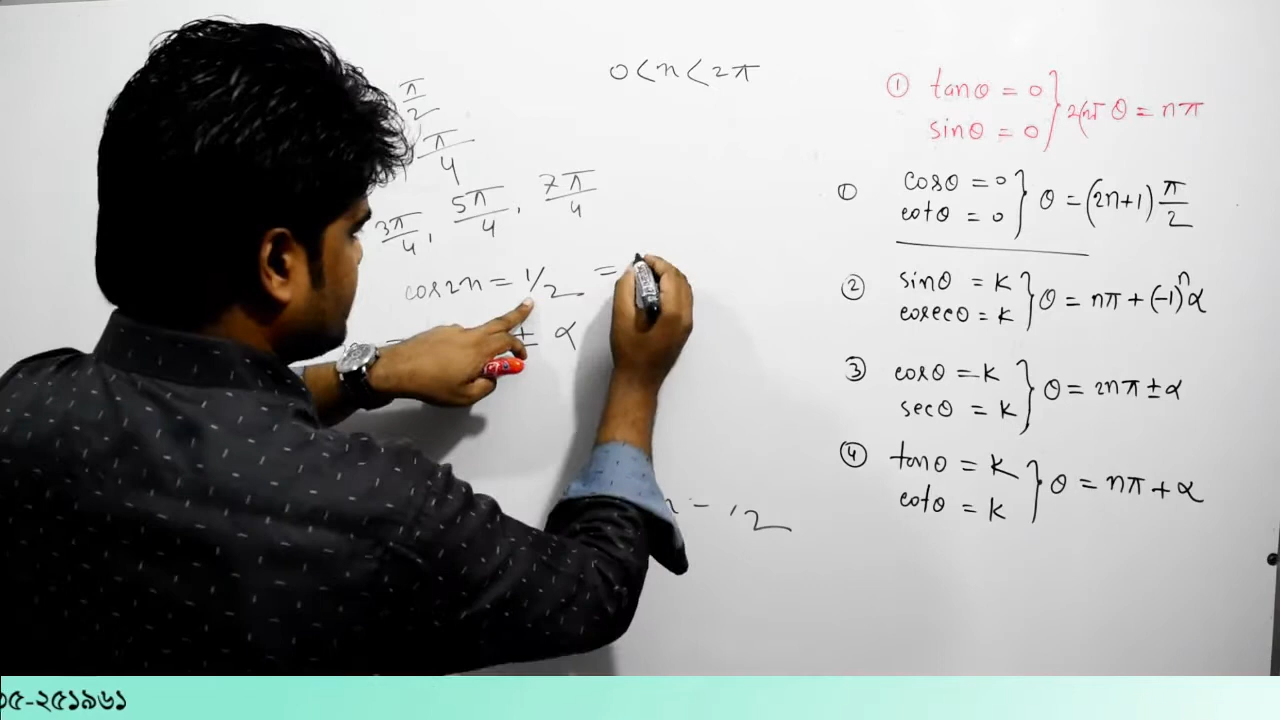 0 < x < 2π
π/2
π/4
3π/4, 5π/4, 7π/4
cos2x = 1/2 =
± α
① tanθ = 0
sinθ = 0 } θ = nπ
① cosθ = 0
cotθ = 0 } θ = (2n+1) π/2
② sinθ = K
cosecθ = K } θ = nπ + (-1)ⁿα
③ cosθ = K
secθ = K } θ = 2nπ ± α
④ tanθ = K
cotθ = K } θ = nπ + α
০৫-২৫১৯৬১